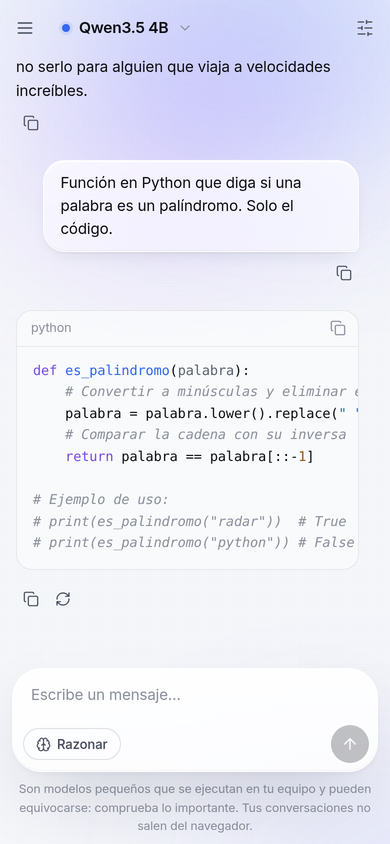 Qwen3.5 4B
no serlo para alguien que viaja a velocidades
increíbles.
Función en Python que diga si una
palabra es un palíndromo. Solo el
código.
python
def es_palindromo(palabra):
    # Convertir a minúsculas y eliminar e
    palabra = palabra.lower().replace(" "
    # Comparar la cadena con su inversa
    return palabra == palabra[::-1]
# Ejemplo de uso:
# print(es_palindromo("radar"))  # True
# print(es_palindromo("python")) # False
Escribe un mensaje...
Razonar
Son modelos pequeños que se ejecutan en tu equipo y pueden
equivocarse: comprueba lo importante. Tus conversaciones no
salen del navegador.